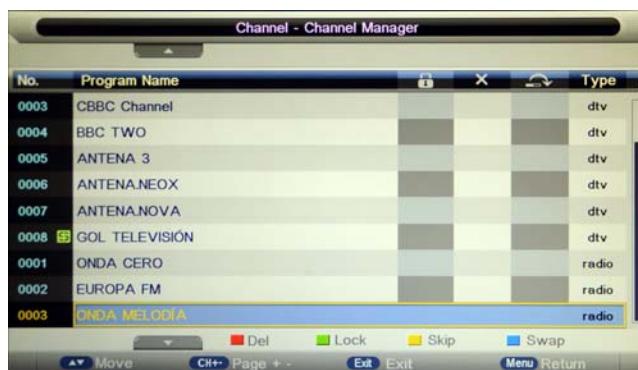 Channel - Channel Manager
No. Program Name Type
0003 CBBC Channel dtv
0004 BBC TWO dtv
0005 ANTENA 3 dtv
0006 ANTENA.NEOX dtv
0007 ANTENA.NOVA dtv
0008 GOL TELEVISIÓN dtv
0001 ONDA CERO radio
0002 EUROPA FM radio
0003 ONDA MELODÍA radio
Del Lock Skip Swap
Move CH+- Page + - Exit Exit Menu Return